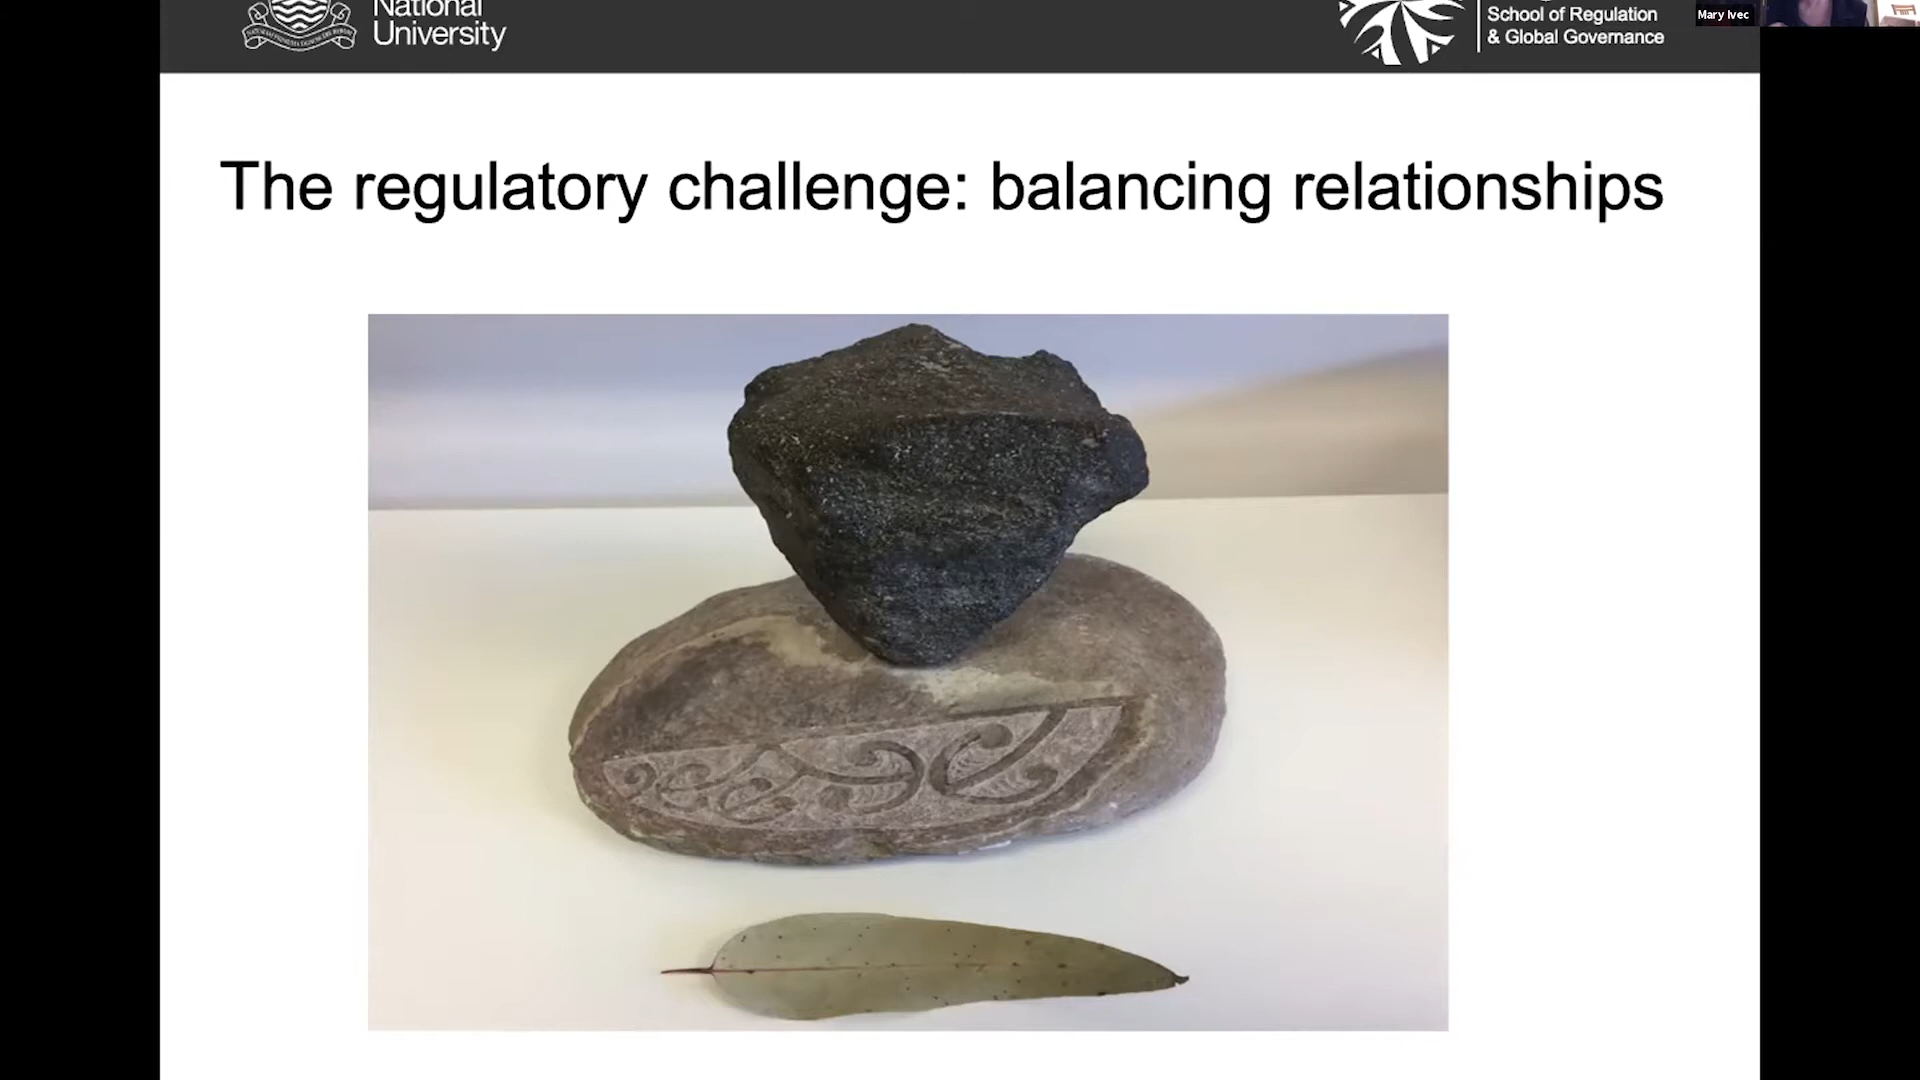 National
University
School of Regulation
& Global Governance
Mary Ivec
The regulatory challenge: balancing relationships